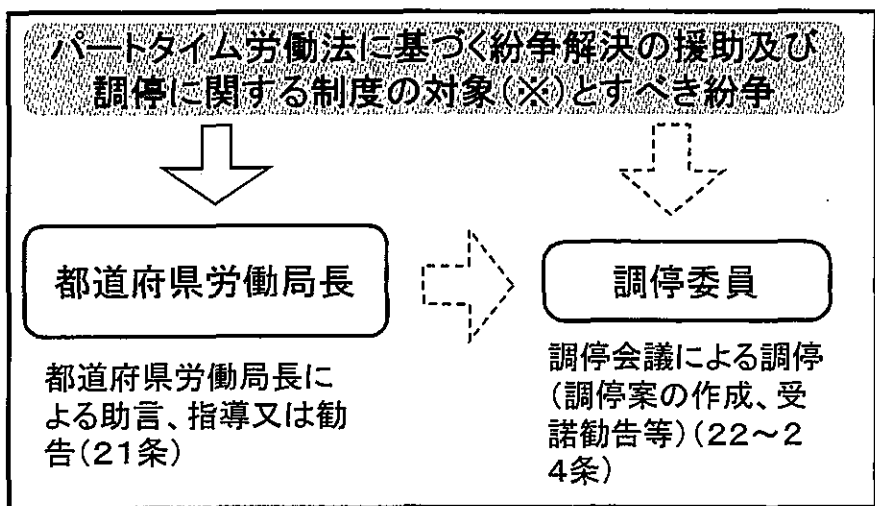 パートタイム労働法に基づく紛争解決の援助及び
調停に関する制度の対象(※)とすべき紛争
都道府県労働局長
都道府県労働局長に
よる助言、指導又は勧
告(21条)
調停委員
調停会議による調停
(調停案の作成、受
諾勧告等)(22～2
4条)